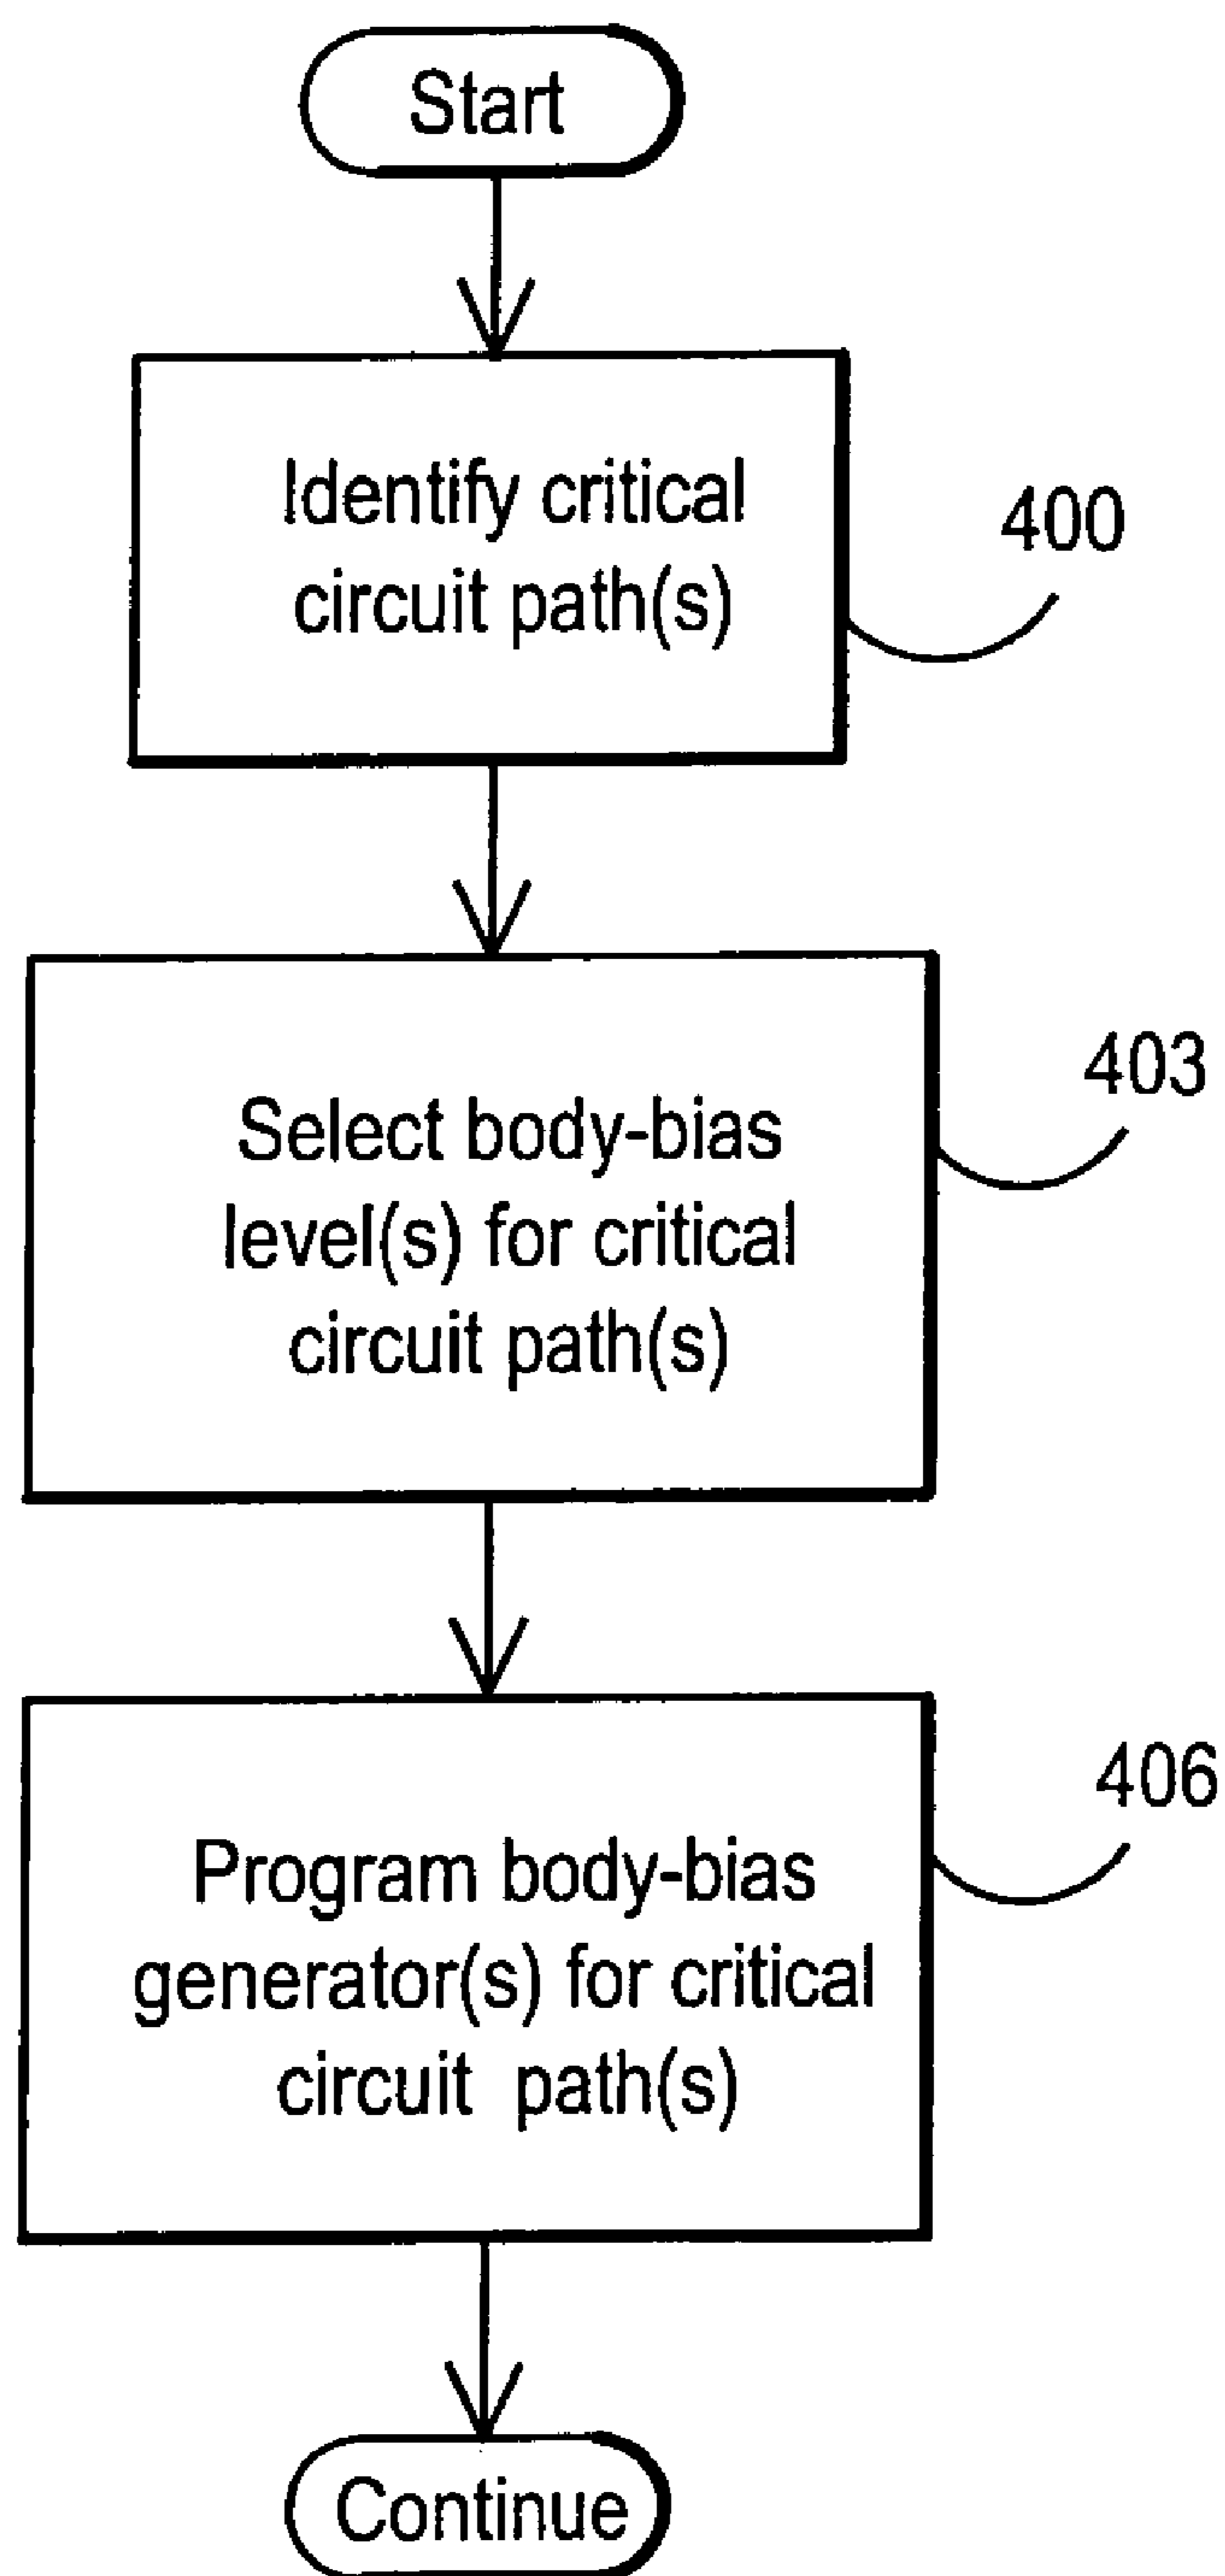 Start
Identify critical
circuit path(s)
400
Select body-bias
level(s) for critical
circuit path(s)
403
Program body-bias
generator(s) for critical
circuit path(s)
406
Continue